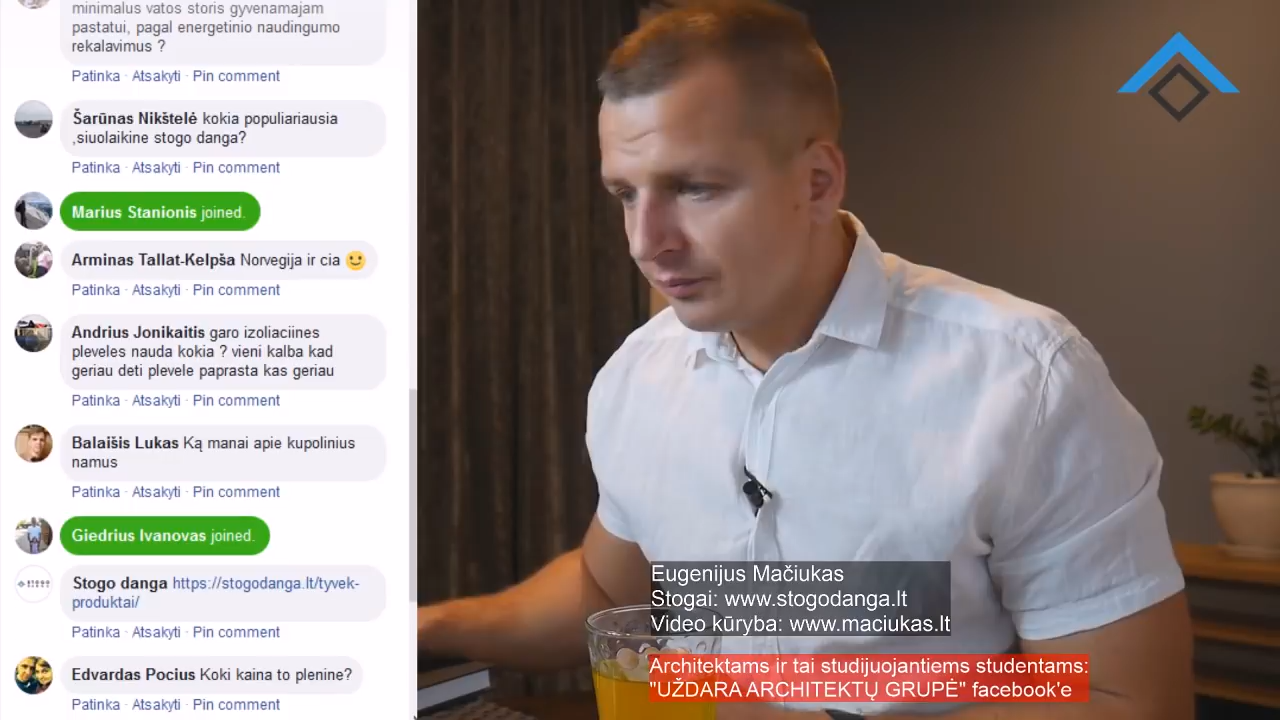 minimalus vatos storis gyvenamajam
pastatui, pagal energetinio naudingumo
rekalavimus ?
Patinka · Atsakyti · Pin comment
Šarūnas Nikštelė kokia populiariausia
,siuolaikine stogo danga?
Patinka · Atsakyti · Pin comment
Marius Stanionis joined.
Arminas Tallat-Kelpša Norvegija ir cia 🙂
Patinka · Atsakyti · Pin comment
Andrius Jonikaitis garo izoliaciines
pleveles nauda kokia ? vieni kalba kad
geriau deti plevele paprasta kas geriau
Patinka · Atsakyti · Pin comment
Balaišis Lukas Ką manai apie kupolinius
namus
Patinka · Atsakyti · Pin comment
Giedrius Ivanovas joined.
Stogo danga https://stogodanga.lt/tyvek-
produktai/
Patinka · Atsakyti · Pin comment
Edvardas Pocius Koki kaina to plenine?
Patinka · Atsakyti · Pin comment
Eugenijus Mačiukas
Stogai: www.stogodanga.lt
Video kūryba: www.maciukas.lt
Architektams ir tai studijuojantiems studentams:
"UŽDARA ARCHITEKTŲ GRUPĖ" facebook'e